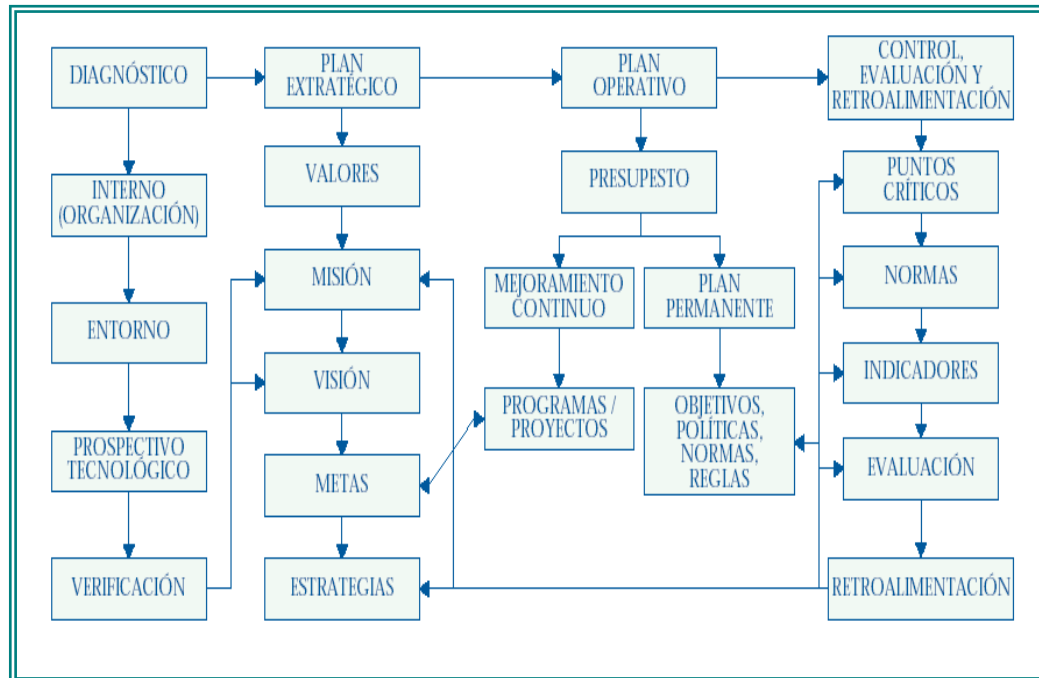 DIAGNÓSTICO
PLAN
EXTRATÉGICO
PLAN
OPERATIVO
CONTROL,
EVALUACIÓN Y
RETROALIMENTACIÓN
INTERNO
(ORGANIZACIÓN)
ENTORNO
PROSPECTIVO
TECNOLÓGICO
VERIFICACIÓN
VALORES
MISIÓN
VISIÓN
METAS
ESTRATEGIAS
PRESUPESTO
MEJORAMIENTO
CONTINUO
PROGRAMAS /
PROYECTOS
PLAN
PERMANENTE
OBJETIVOS,
POLÍTICAS,
NORMAS,
REGLAS
PUNTOS
CRÍTICOS
NORMAS
INDICADORES
EVALUACIÓN
RETROALIMENTACIÓN